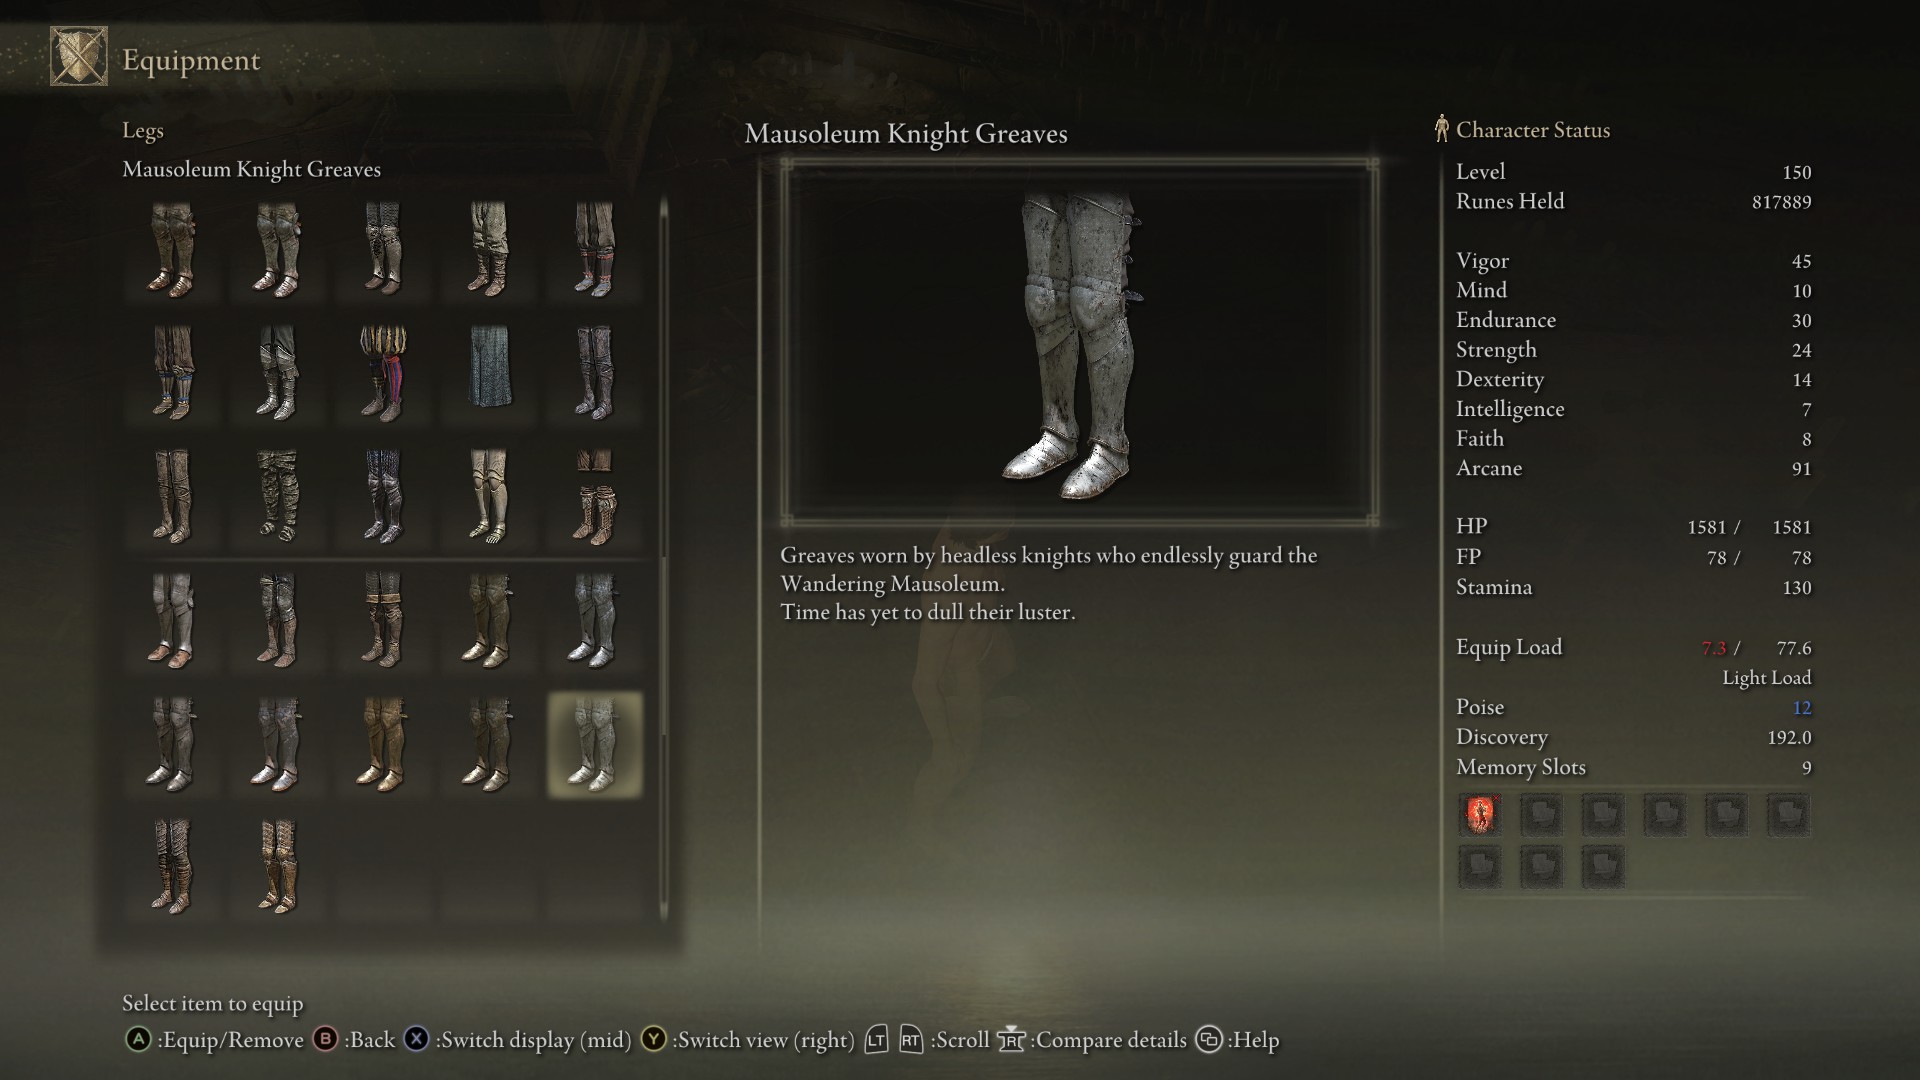 Equipment
Legs
Mausoleum Knight Greaves
Mausoleum Knight Greaves
Greaves worn by headless knights who endlessly guard the
Wandering Mausoleum.
Time has yet to dull their luster.
Character Status
Level 150
Runes Held 817889
Vigor 45
Mind 10
Endurance 30
Strength 24
Dexterity 14
Intelligence 7
Faith 8
Arcane 91
HP 1581 / 1581
FP 78 / 78
Stamina 130
Equip Load 7.3 / 77.6
Light Load
Poise 12
Discovery 192.0
Memory Slots 9
Select item to equip
A :Equip/Remove B :Back X :Switch display (mid) Y :Switch view (right) LT RT :Scroll R :Compare details :Help